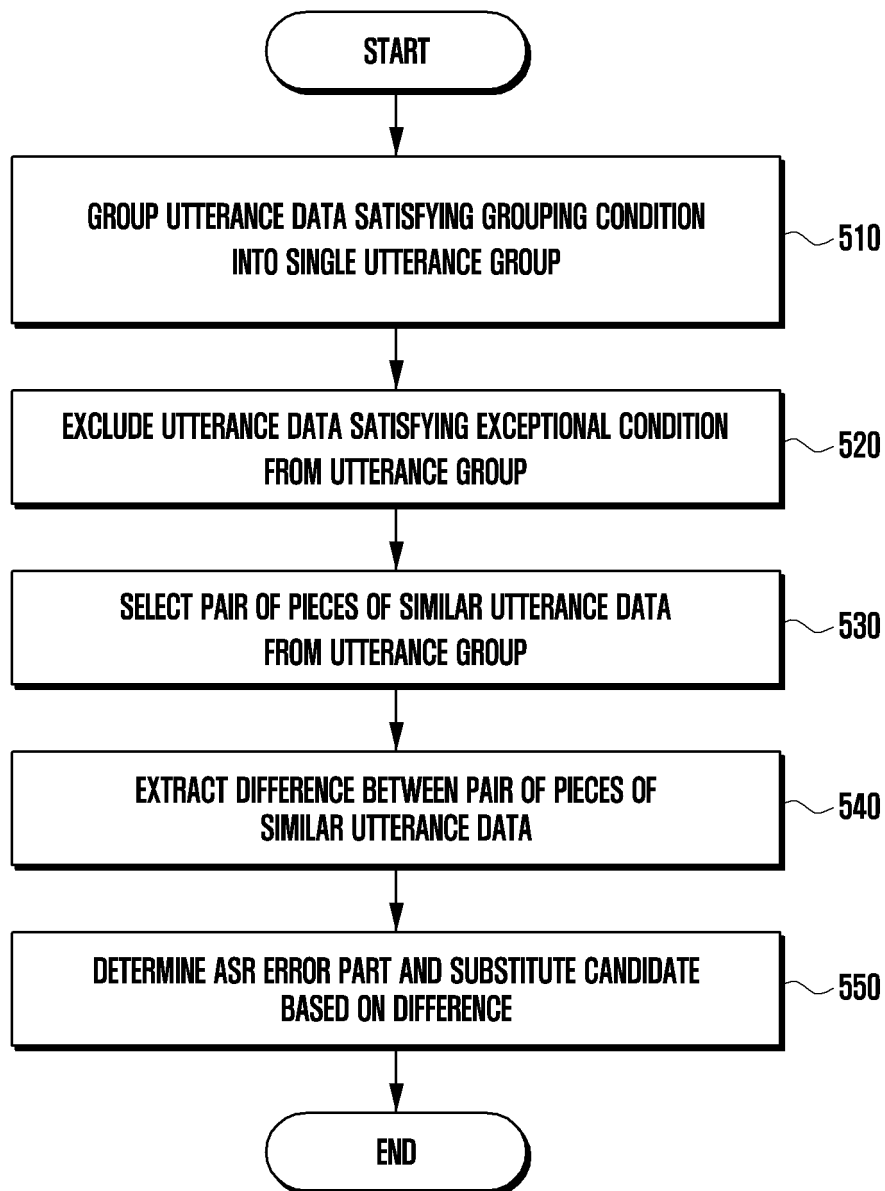 START
GROUP UTTERANCE DATA SATISFYING GROUPING CONDITION
INTO SINGLE UTTERANCE GROUP
510
EXCLUDE UTTERANCE DATA SATISFYING EXCEPTIONAL CONDITION
FROM UTTERANCE GROUP
520
SELECT PAIR OF PIECES OF SIMILAR UTTERANCE DATA
FROM UTTERANCE GROUP
530
EXTRACT DIFFERENCE BETWEEN PAIR OF PIECES OF
SIMILAR UTTERANCE DATA
540
DETERMINE ASR ERROR PART AND SUBSTITUTE CANDIDATE
BASED ON DIFFERENCE
550
END